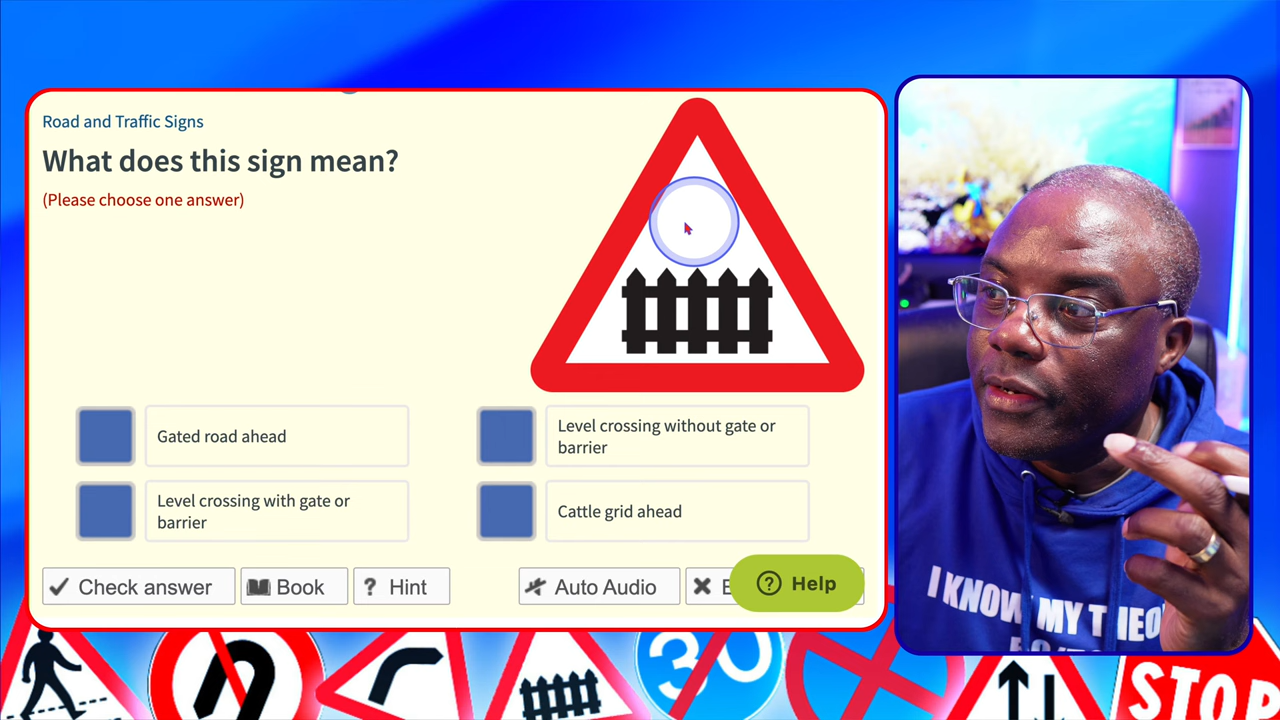 Road and Traffic Signs
What does this sign mean?
(Please choose one answer)
Gated road ahead
Level crossing without gate or
barrier
Level crossing with gate or
barrier
Cattle grid ahead
Check answer
Book
? Hint
Auto Audio
Help
I KNOW MY
30
STOP